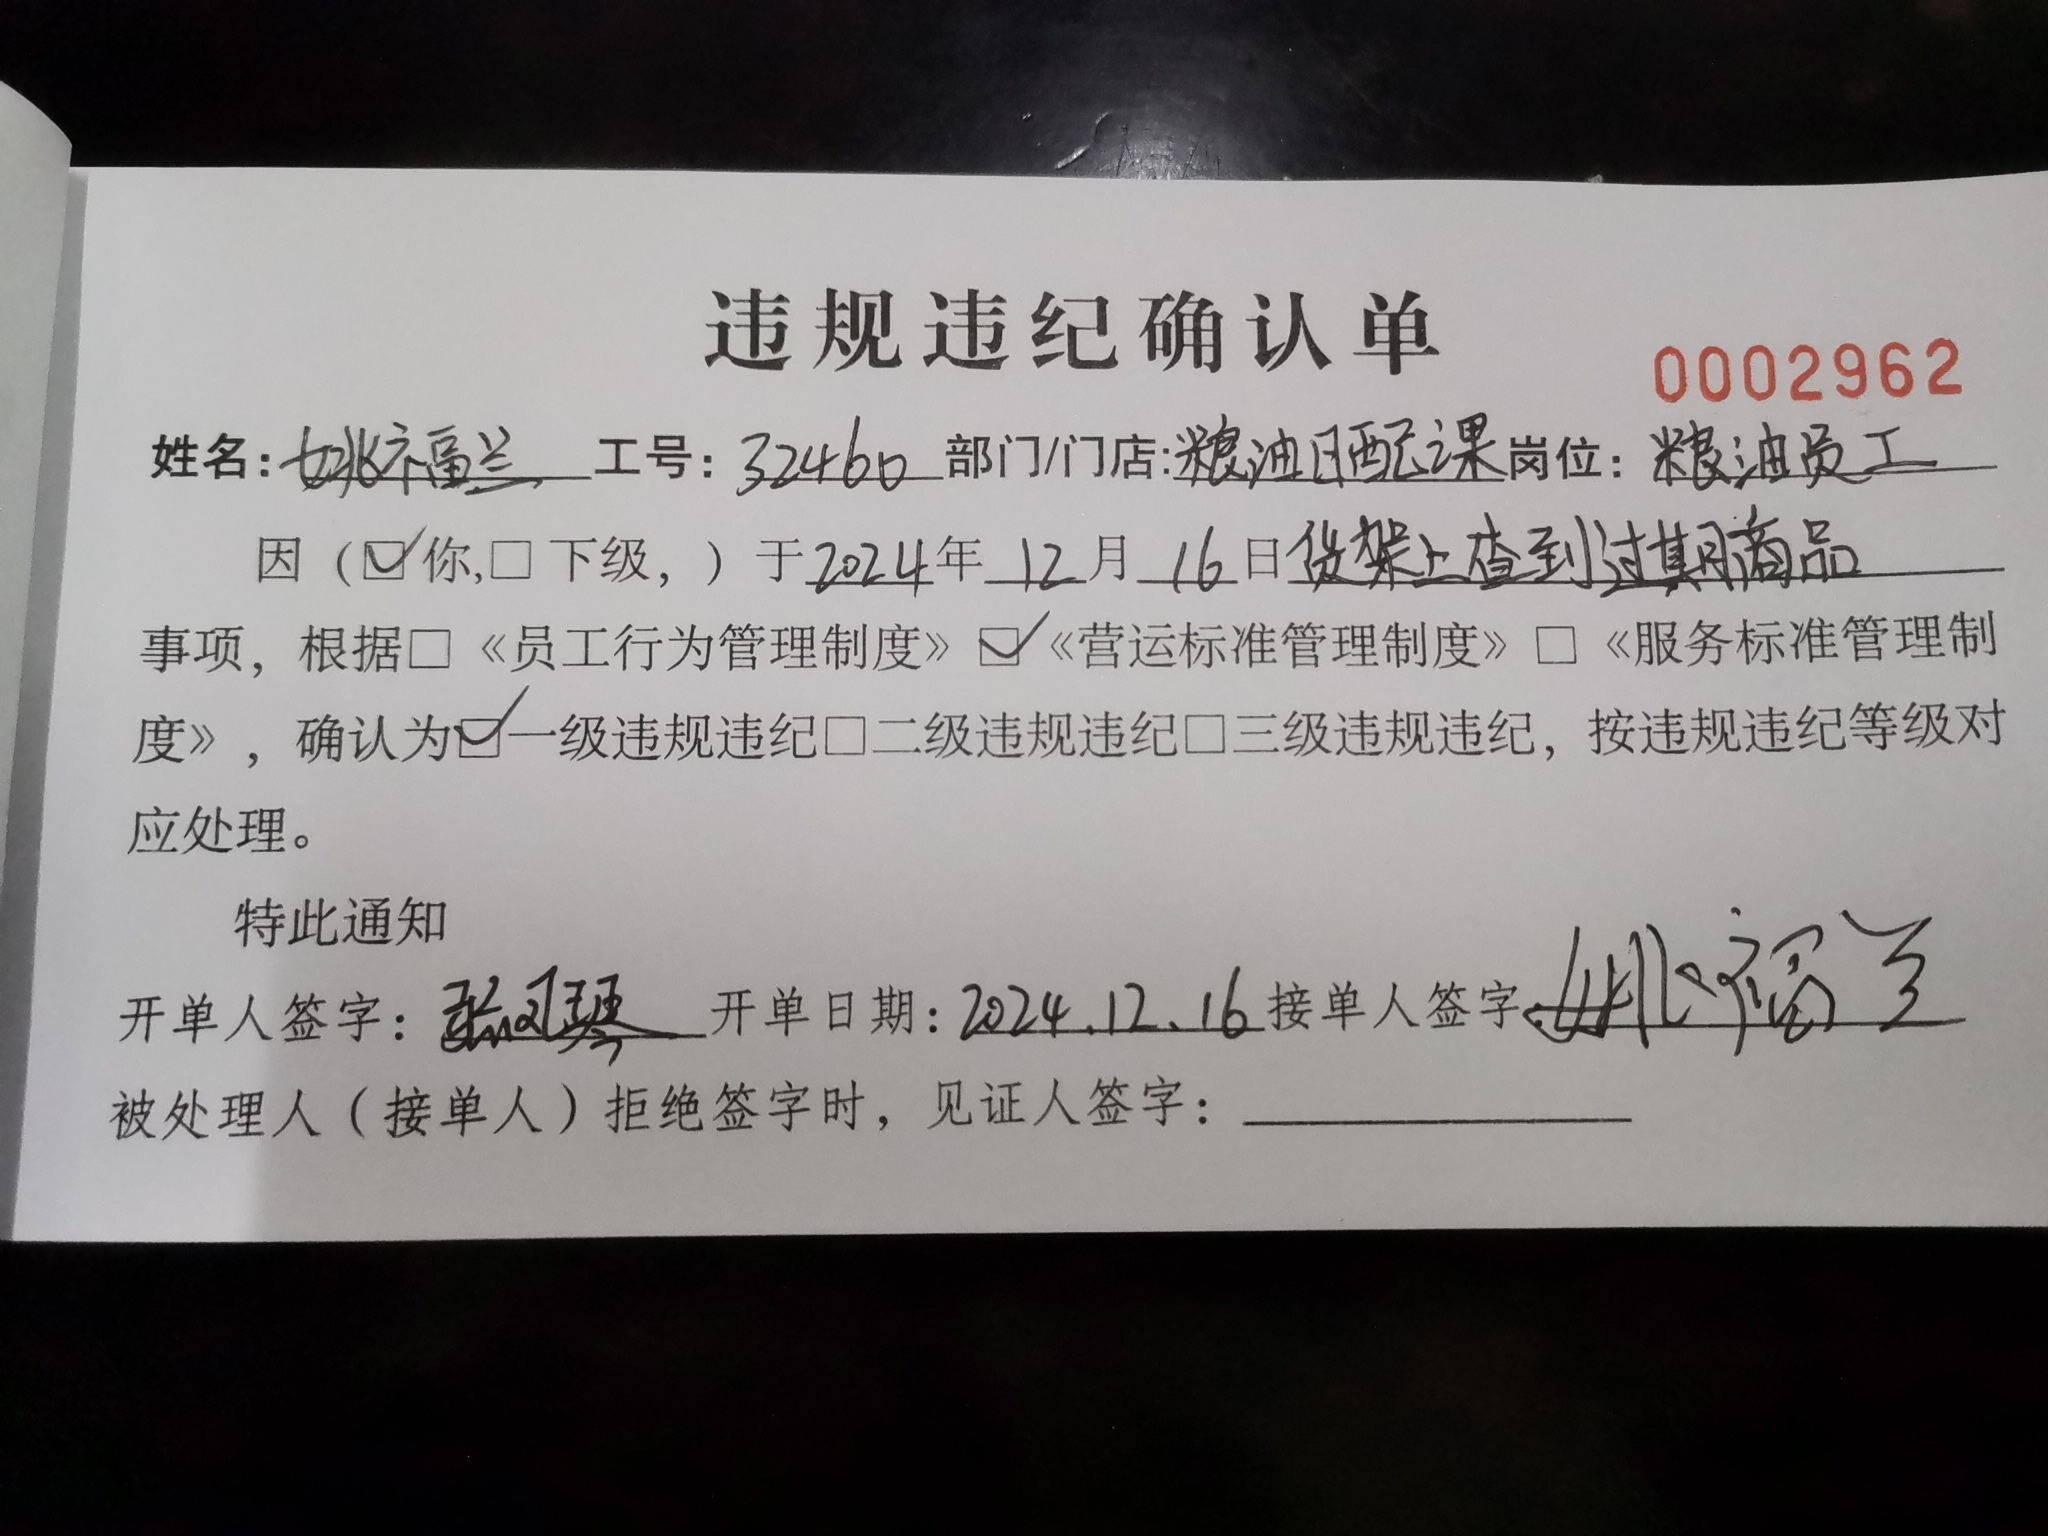 违规违纪确认单
0002962
姓名：姚福兰 工号：32460 部门/门店:粮油日配课 岗位：粮油员工
因（☑你,□下级，）于2024年12月16日货架上查到过期商品
事项，根据□《员工行为管理制度》☑《营运标准管理制度》□《服务标准管理制
度》，确认为☑一级违规违纪□二级违规违纪□三级违规违纪，按违规违纪等级对
应处理。
特此通知
开单人签字： 开单日期：2024.12.16 接单人签字：姚福兰
被处理人（接单人）拒绝签字时，见证人签字：